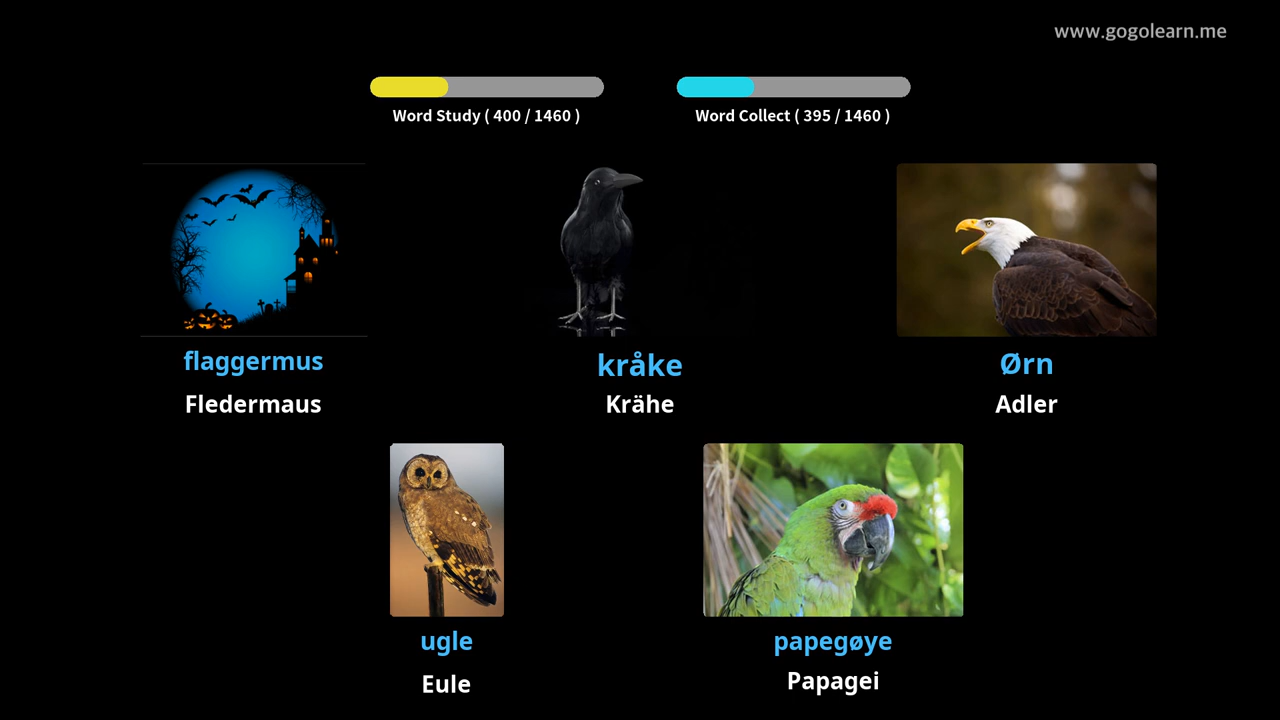 www.gogolearn.me
Word Study ( 400 / 1460 )
Word Collect ( 395 / 1460 )
flaggermus
Fledermaus
kråke
Krähe
Ørn
Adler
ugle
Eule
papegøye
Papagei